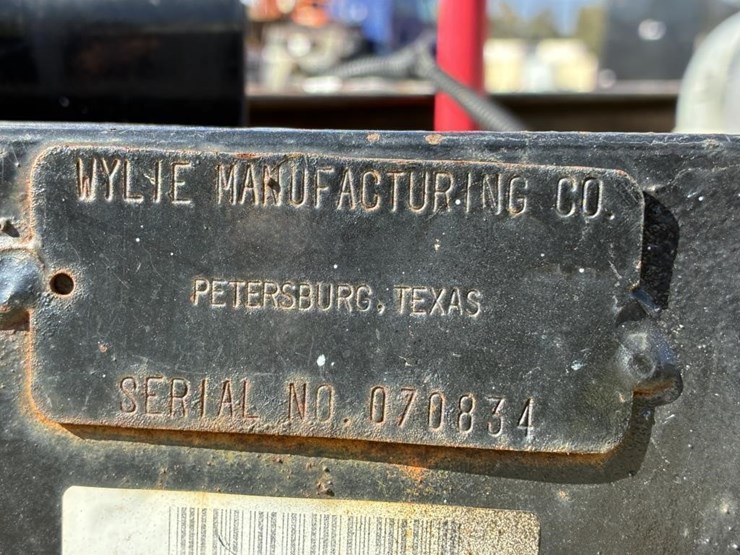 WYLIE MANUFACTURING CO.
PETERSBURG, TEXAS
SERIAL NO. 070834